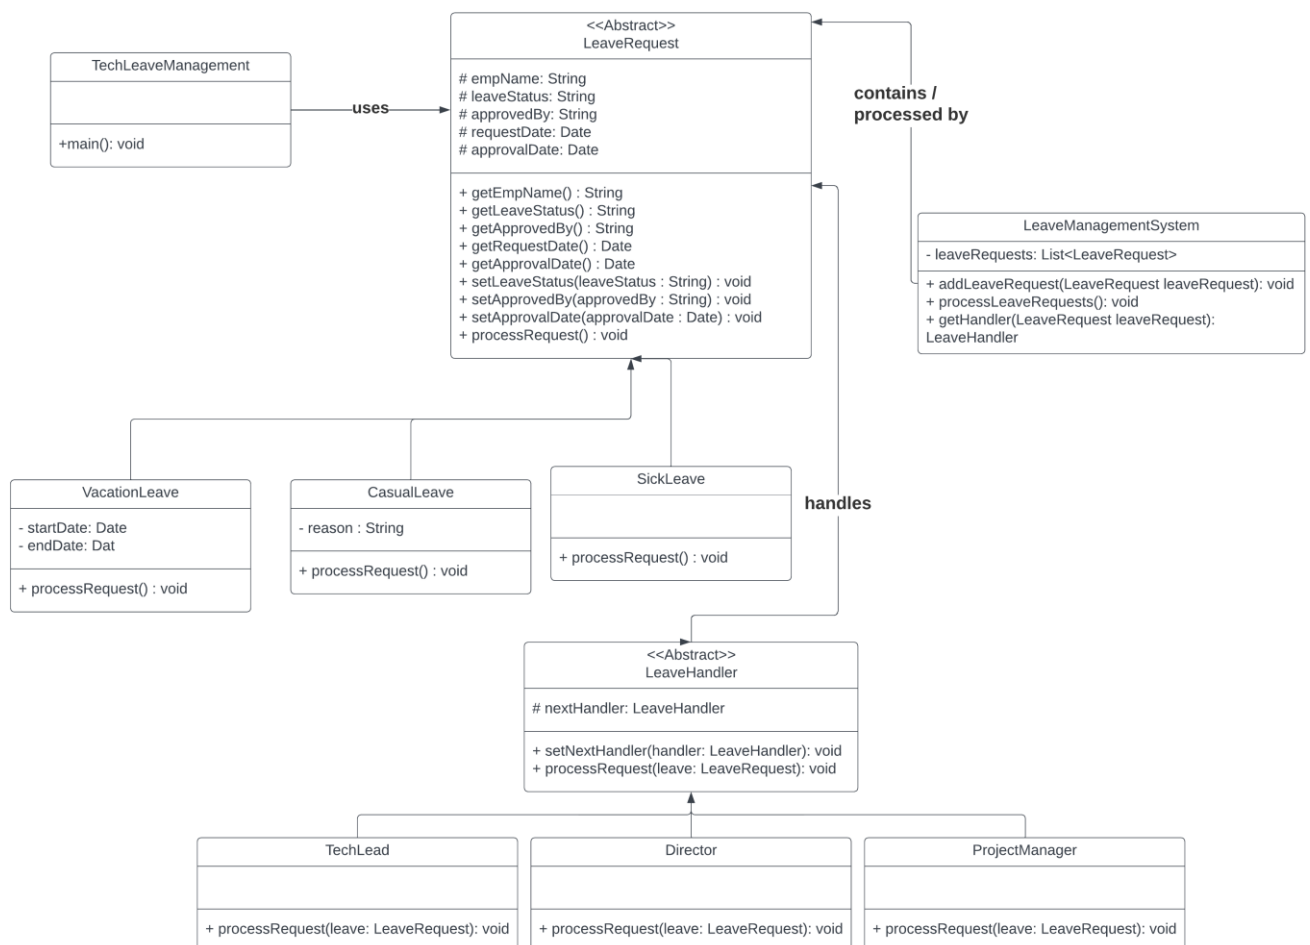 <<Abstract>>
LeaveRequest
# empName: String
# leaveStatus: String
# approvedBy: String
# requestDate: Date
# approvalDate: Date
+ getEmpName() : String
+ getLeaveStatus() : String
+ getApprovedBy() : String
+ getRequestDate() : Date
+ getApprovalDate() : Date
+ setLeaveStatus(leaveStatus : String) : void
+ setApprovedBy(approvedBy : String) : void
+ setApprovalDate(approvalDate : Date) : void
+ processRequest() : void
TechLeaveManagement
+main(): void
uses
contains /
processed by
LeaveManagementSystem
- leaveRequests: List<LeaveRequest>
+ addLeaveRequest(LeaveRequest leaveRequest): void
+ processLeaveRequests(): void
+ getHandler(LeaveRequest leaveRequest):
LeaveHandler
VacationLeave
- startDate: Date
- endDate: Dat
+ processRequest() : void
CasualLeave
- reason : String
+ processRequest() : void
SickLeave
+ processRequest() : void
handles
<<Abstract>>
LeaveHandler
# nextHandler: LeaveHandler
+ setNextHandler(handler: LeaveHandler): void
+ processRequest(leave: LeaveRequest): void
TechLead
+ processRequest(leave: LeaveRequest): void
Director
+ processRequest(leave: LeaveRequest): void
ProjectManager
+ processRequest(leave: LeaveRequest): void